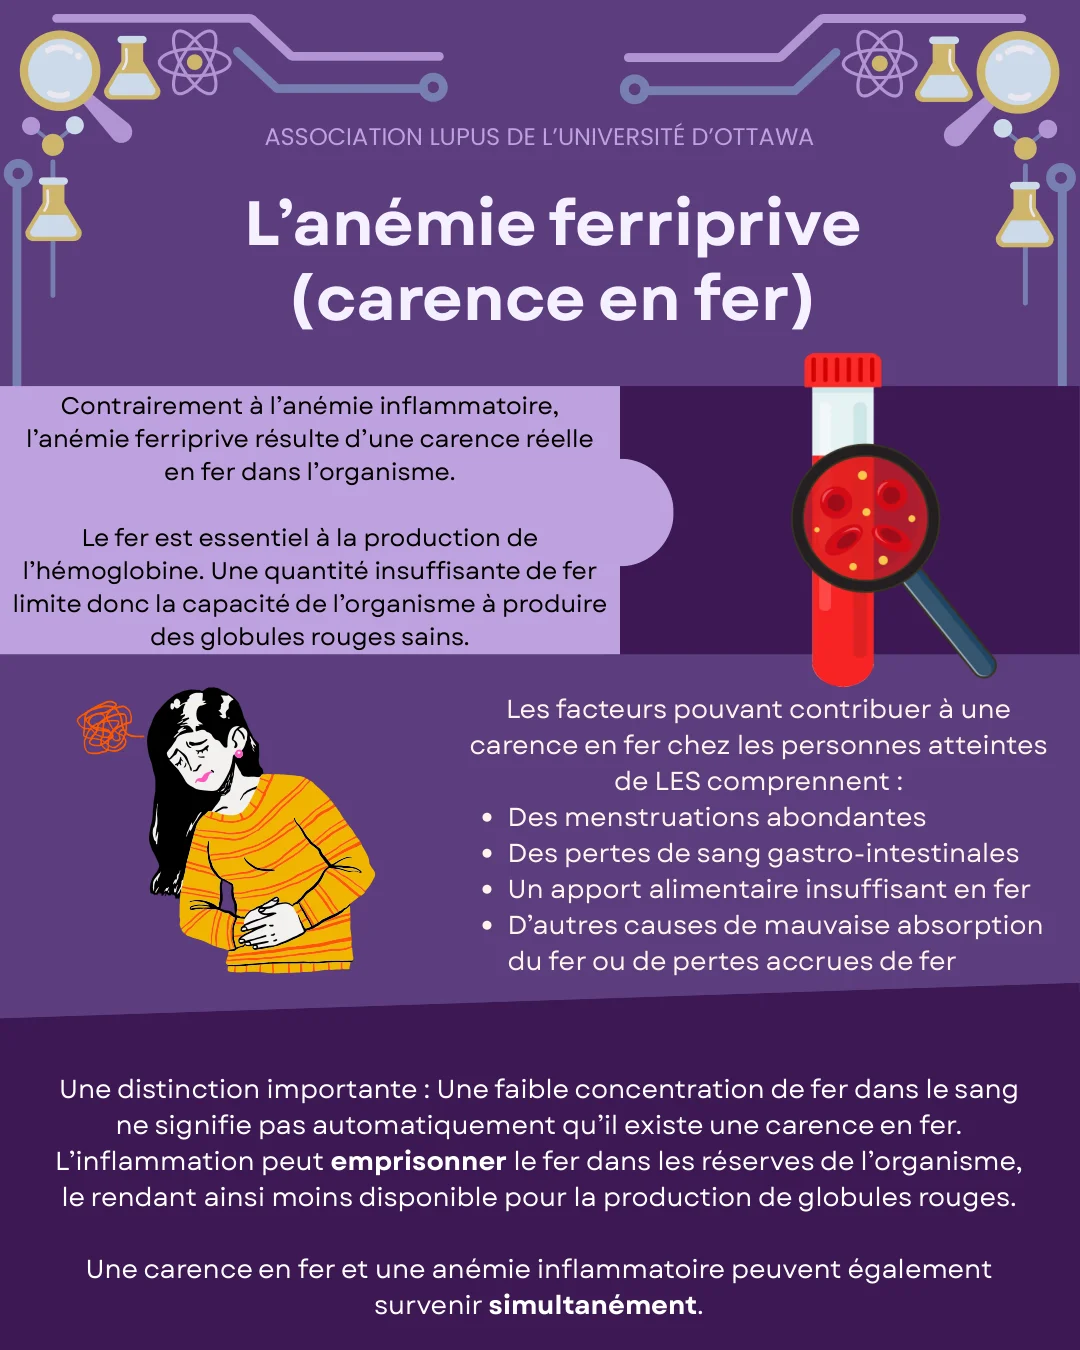 ASSOCIATION LUPUS DE L’UNIVERSITÉ D’OTTAWA
L’anémie ferriprive
(carence en fer)
Contrairement à l’anémie inflammatoire,
l’anémie ferriprive résulte d’une carence réelle
en fer dans l’organisme.
Le fer est essentiel à la production de
l’hémoglobine. Une quantité insuffisante de fer
limite donc la capacité de l’organisme à produire
des globules rouges sains.
Les facteurs pouvant contribuer à une
carence en fer chez les personnes atteintes
de LES comprennent :
• Des menstruations abondantes
• Des pertes de sang gastro-intestinales
• Un apport alimentaire insuffisant en fer
• D’autres causes de mauvaise absorption
du fer ou de pertes accrues de fer
Une distinction importante : Une faible concentration de fer dans le sang
ne signifie pas automatiquement qu’il existe une carence en fer.
L’inflammation peut emprisonner le fer dans les réserves de l’organisme,
le rendant ainsi moins disponible pour la production de globules rouges.
Une carence en fer et une anémie inflammatoire peuvent également
survenir simultanément.